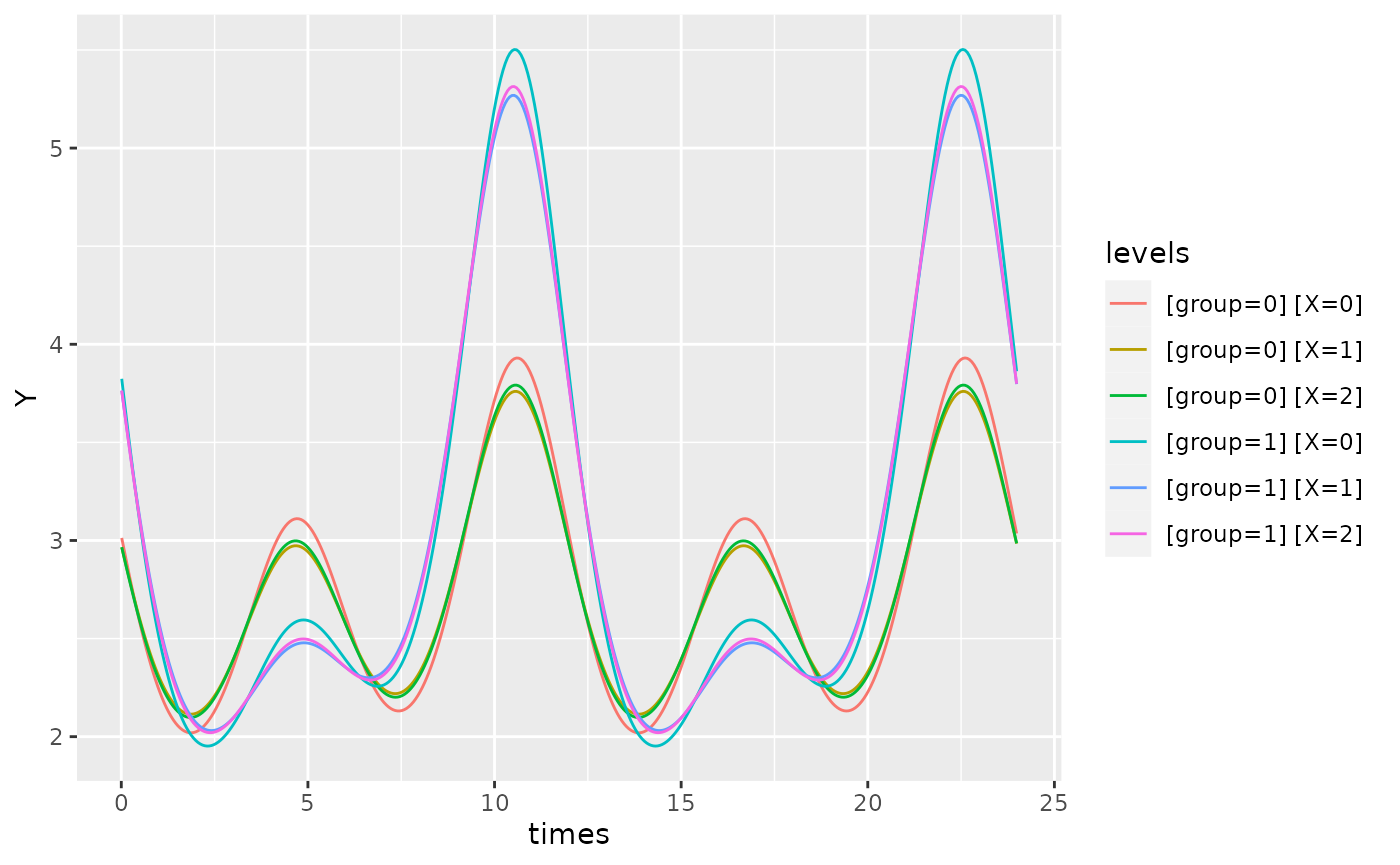 Y
5
4
3
2
0 5 10 15 20 25
times
levels
[group=0] [X=0]
[group=0] [X=1]
[group=0] [X=2]
[group=1] [X=0]
[group=1] [X=1]
[group=1] [X=2]